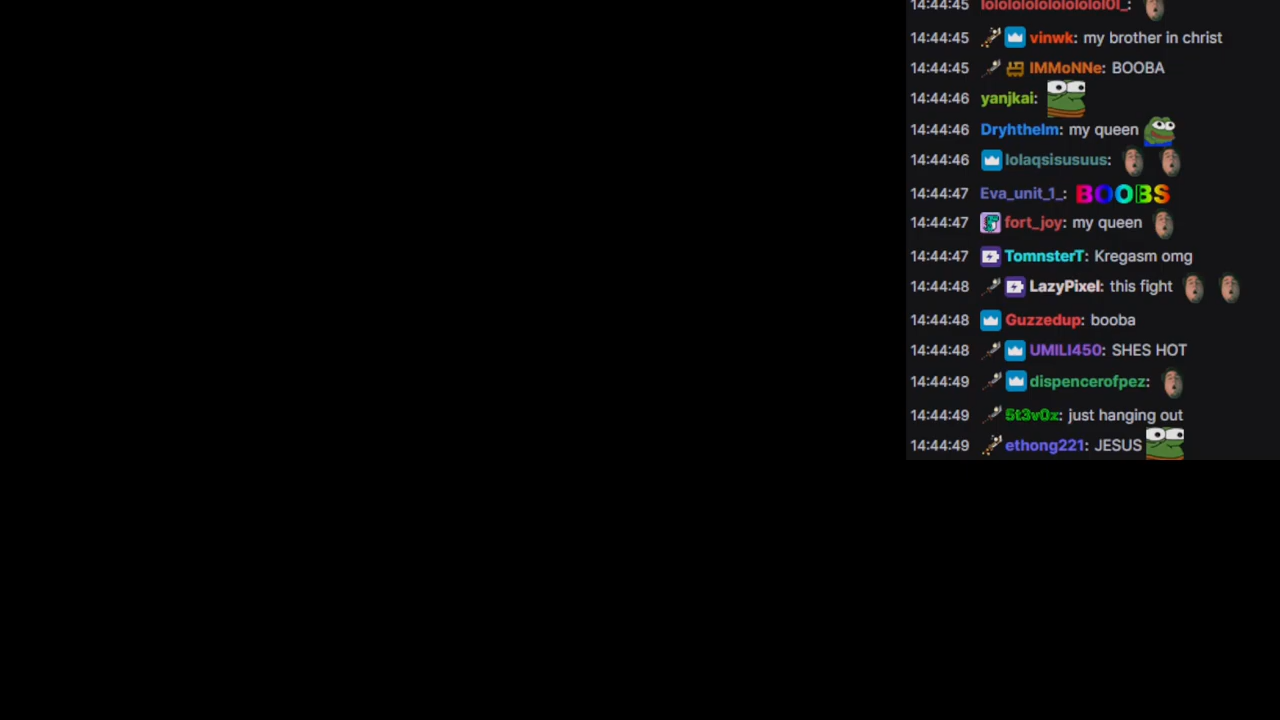 14:44:45 lolololololololololol0l_:
14:44:45 vinwk: my brother in christ
14:44:45 IMMoNNe: BOOBA
14:44:46 yanjkai:
14:44:46 Dryhthelm: my queen
14:44:46 lolaqsisusuus:
14:44:47 Eva_unit_1_: BOOBS
14:44:47 fort_joy: my queen
14:44:47 TomnsterT: Kregasm omg
14:44:48 LazyPixel: this fight
14:44:48 Guzzedup: booba
14:44:48 UMILI450: SHES HOT
14:44:49 dispencerofpez:
14:44:49 5t3v0x: just hanging out
14:44:49 ethong221: JESUS